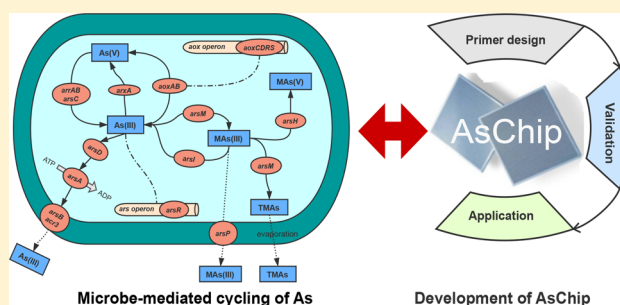 aox operon
aoxCDRS
As(V)
MAs(V)
arrAB
arsC
arxA
aoxAB
arsM
arsH
As(III)
MAs(III)
arsD
arsI
arsM
ATP
arsA
ADP
ars operon
arsR
TMAs
arsB
acr3
arsP
evaporation
As(III)
MAs(III)
TMAs
Microbe-mediated cycling of As
Primer design
AsChip
Validation
Application
Development of AsChip